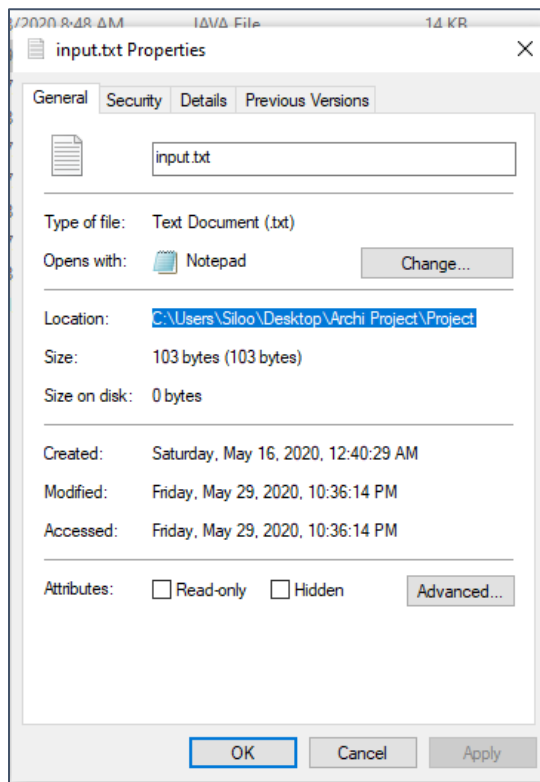 /2020 8:48 AM JAVA File 14 KB
input.txt Properties
General Security Details Previous Versions
input.txt
Type of file: Text Document (.txt)
Opens with: Notepad Change...
Location: C:\Users\Siloo\Desktop\Archi Project\Project
Size: 103 bytes (103 bytes)
Size on disk: 0 bytes
Created: Saturday, May 16, 2020, 12:40:29 AM
Modified: Friday, May 29, 2020, 10:36:14 PM
Accessed: Friday, May 29, 2020, 10:36:14 PM
Attributes: Read-only Hidden Advanced...
OK Cancel Apply